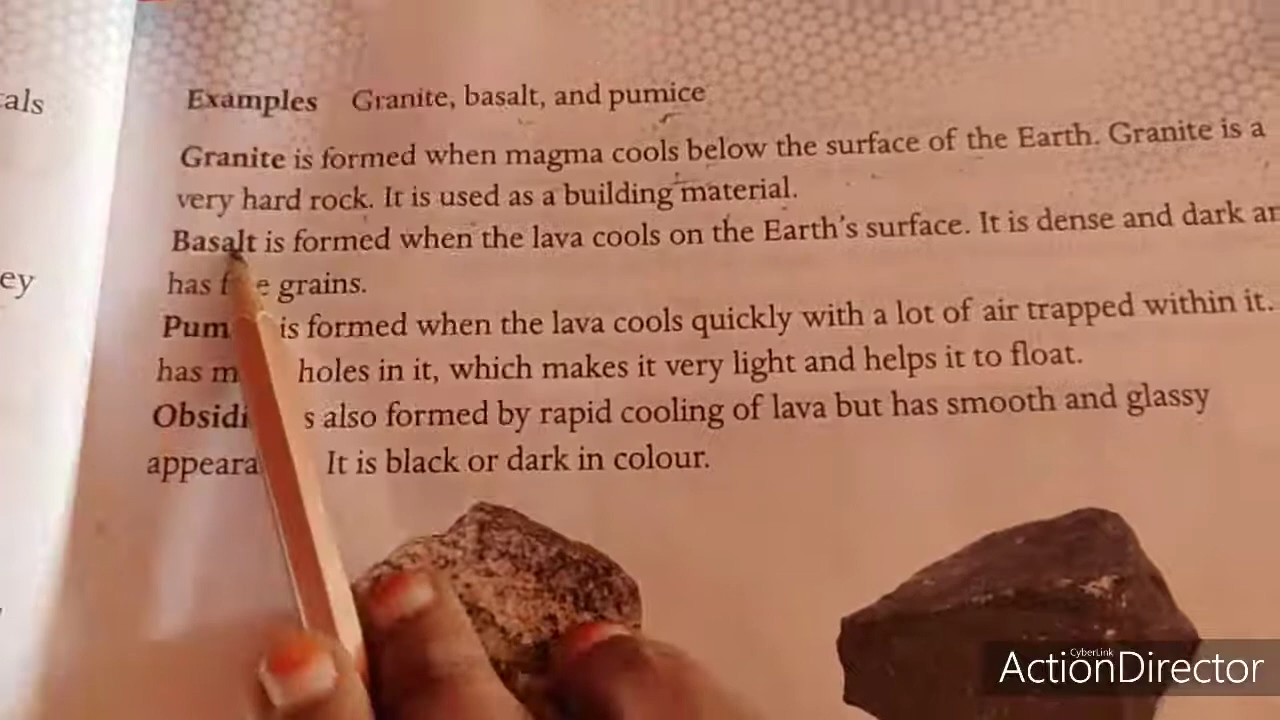 als
ey
Examples Granite, basalt, and pumice
Granite is formed when magma cools below the surface of the Earth. Granite is a
very hard rock. It is used as a building material.
Basalt is formed when the lava cools on the Earth's surface. It is dense and dark
has grains.
is formed when the lava cools quickly with a lot of air trapped within it.
has holes in it, which makes it very light and helps it to float.
also formed by rapid cooling of lava but has smooth and glassy
It is black or dark in colour.
CyberLink
ActionDirector